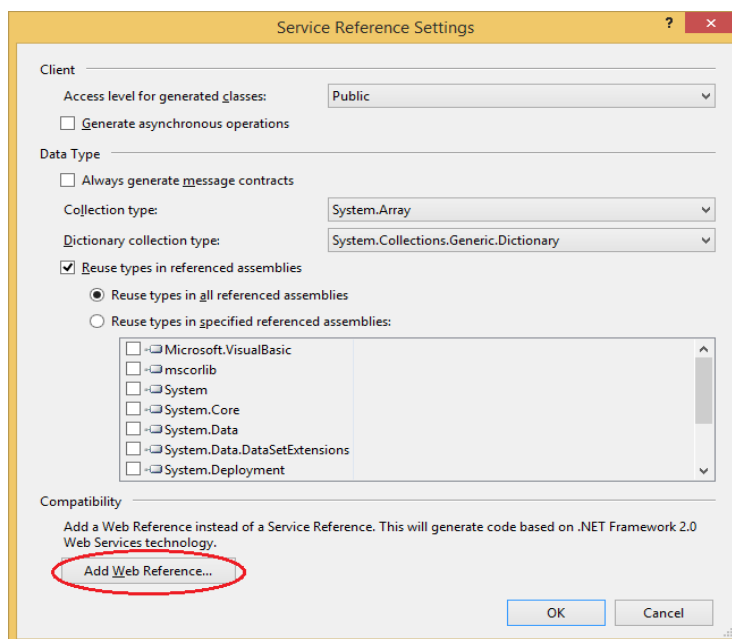 Service Reference Settings
?
×
Client
Access level for generated classes:
Public
Generate asynchronous operations
Data Type
Always generate message contracts
Collection type:
System.Array
Dictionary collection type:
System.Collections.Generic.Dictionary
Reuse types in referenced assemblies
Reuse types in all referenced assemblies
Reuse types in specified referenced assemblies:
Microsoft.VisualBasic
mscorlib
System
System.Core
System.Data
System.Data.DataSetExtensions
System.Deployment
Compatibility
Add a Web Reference instead of a Service Reference. This will generate code based on .NET Framework 2.0
Web Services technology.
Add Web Reference...
OK
Cancel